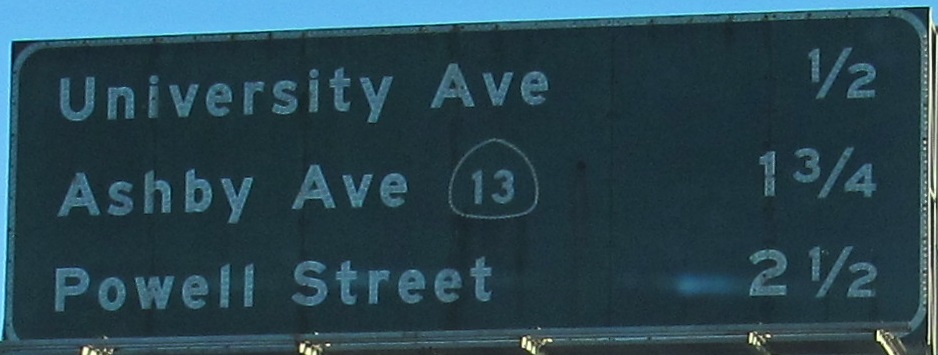 University Ave 1/2
Ashby Ave 13 1 3/4
Powell Street 2 1/2